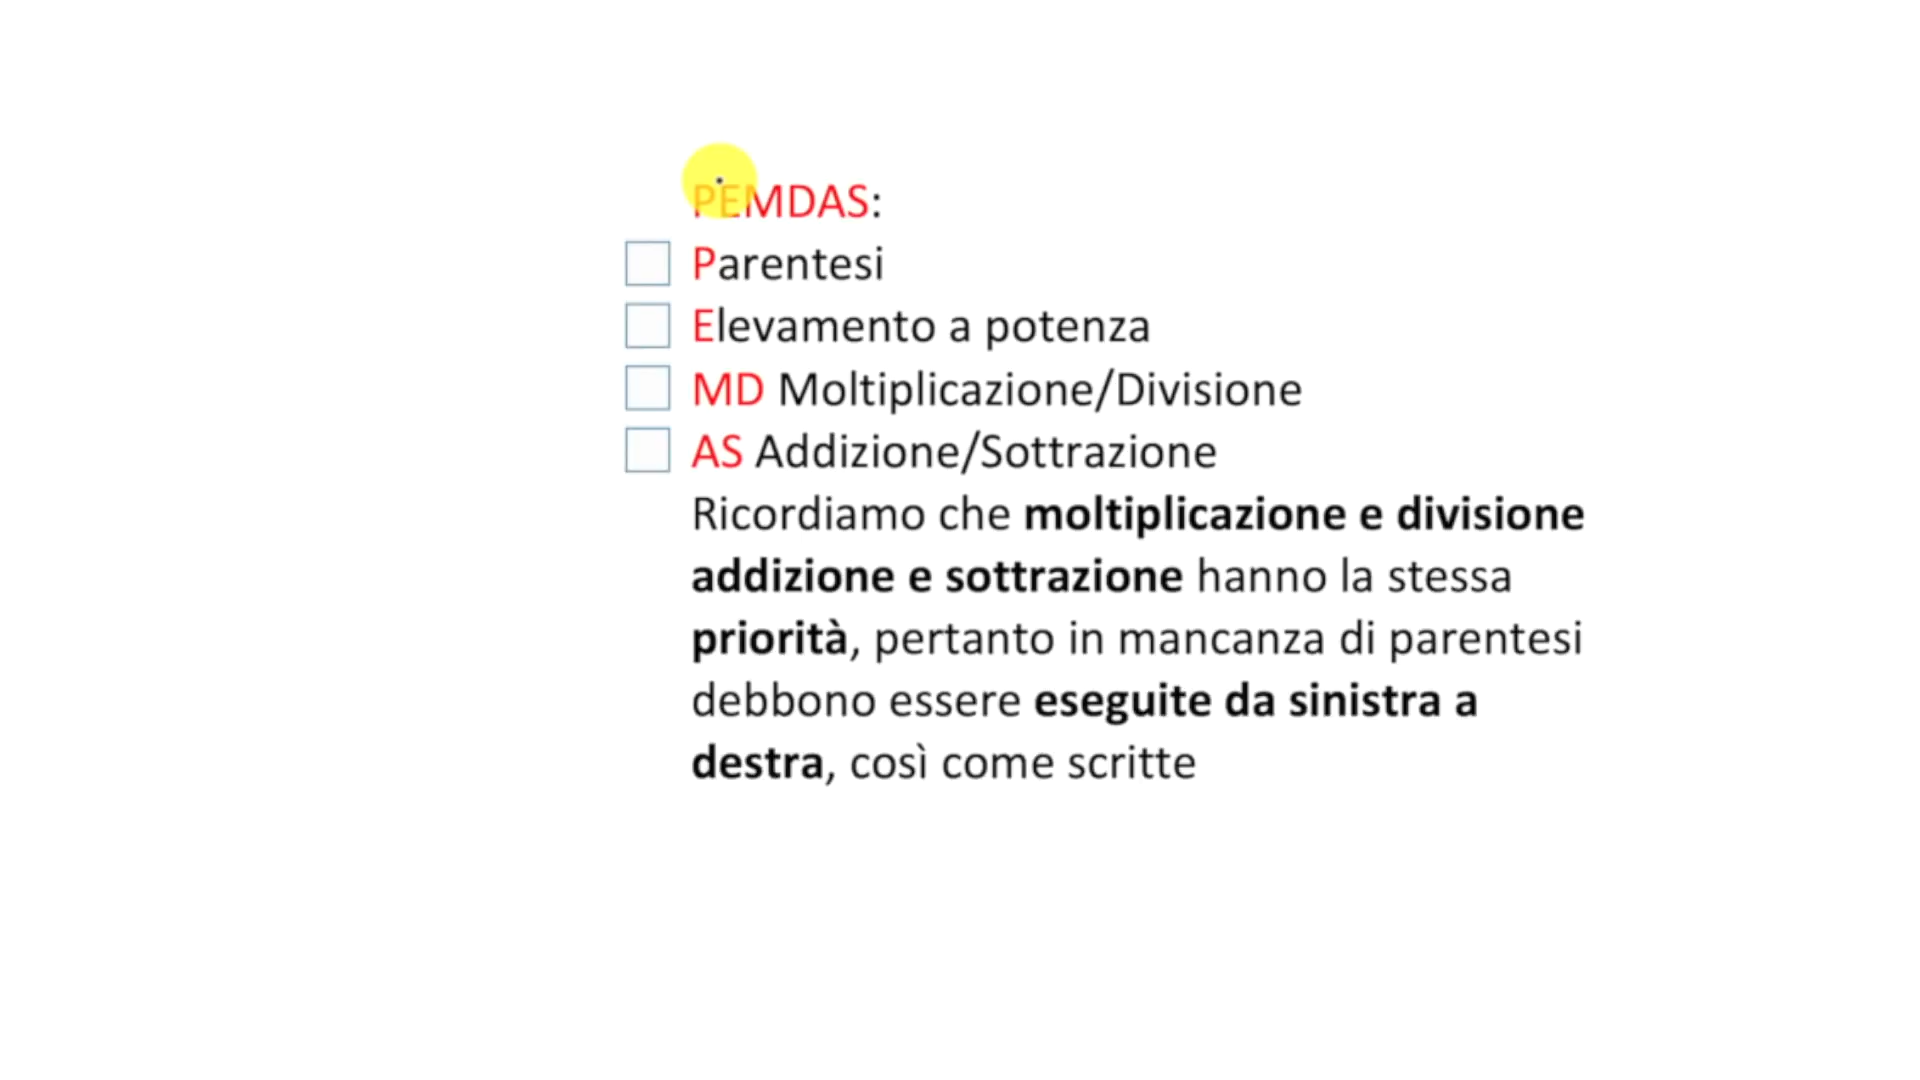 PEMDAS:
Parentesi
Elevamento a potenza
MD Moltiplicazione/Divisione
AS Addizione/Sottrazione
Ricordiamo che moltiplicazione e divisione
addizione e sottrazione hanno la stessa
priorità, pertanto in mancanza di parentesi
debbono essere eseguite da sinistra a
destra, così come scritte